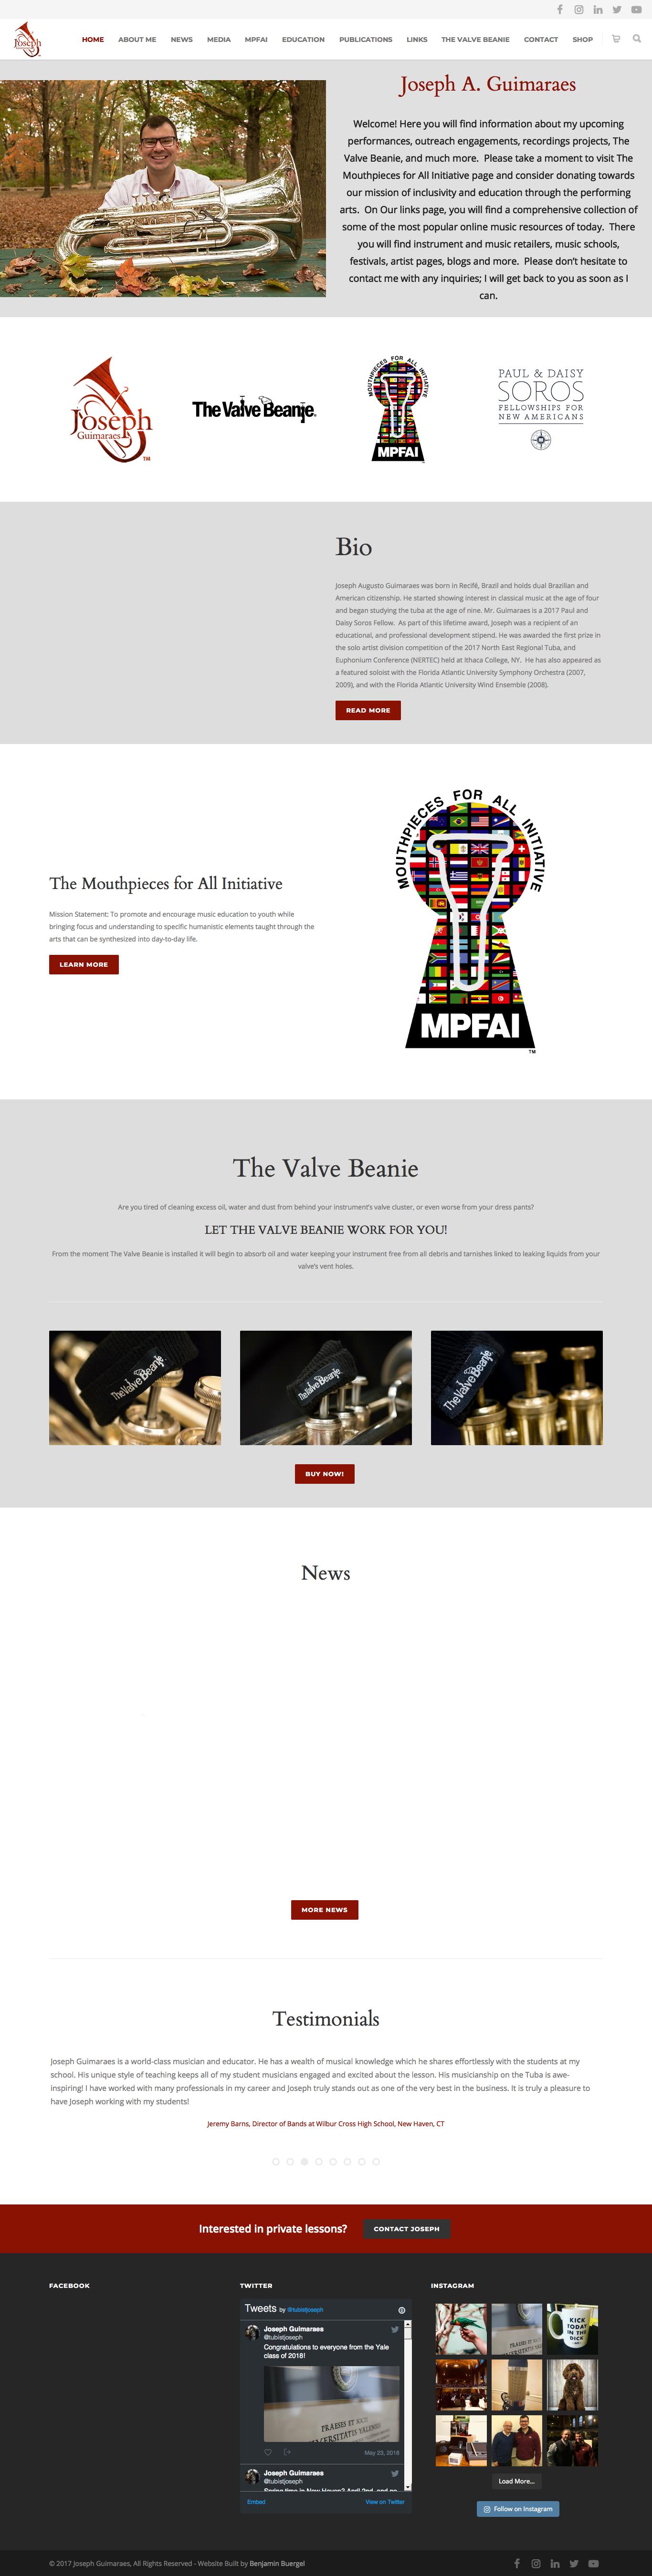 Joseph
HOME ABOUT ME NEWS MEDIA MPFAI EDUCATION PUBLICATIONS LINKS THE VALVE BEANIE CONTACT SHOP
Joseph A. Guimaraes
Welcome! Here you will find information about my upcoming
performances, outreach engagements, recordings projects, The
Valve Beanie, and much more.  Please take a moment to visit The
Mouthpieces for All Initiative page and consider donating towards
our mission of inclusivity and education through the performing
arts.  On Our links page, you will find a comprehensive collection of
some of the most popular online music resources of today.  There
you will find instrument and music retailers, music schools,
festivals, artist pages, blogs and more.  Please don't hesitate to
contact me with any inquiries; I will get back to you as soon as I
can.
Joseph
Guimaraes
TM
The Valve Beanie
MOUTHPIECES FOR ALL INITIATIVE
MPFAI
PAUL & DAISY
SOROS
FELLOWSHIPS FOR
NEW AMERICANS
Bio
Joseph Augusto Guimaraes was born in Recifé, Brazil and holds dual Brazilian and
American citizenship. He started showing interest in classical music at the age of four
and began studying the tuba at the age of nine. Mr. Guimaraes is a 2017 Paul and
Daisy Soros Fellow.  As part of this lifetime award, Joseph was a recipient of an
educational, and professional development stipend. He was awarded the first prize in
the solo artist division competition of the 2017 North East Regional Tuba, and
Euphonium Conference (NERTEC) held at Ithaca College, NY.  He has also appeared as
a featured soloist with the Florida Atlantic University Symphony Orchestra (2007,
2009), and with the Florida Atlantic University Wind Ensemble (2008),
READ MORE
MOUTHPIECES FOR ALL INITIATIVE
MPFAI
TM
The Mouthpieces for All Initiative
Mission Statement: To promote and encourage music education to youth while
bringing focus and understanding to specific humanistic elements taught through the
arts that can be synthesized into day-to-day life.
LEARN MORE
The Valve Beanie
Are you tired of cleaning excess oil, water and dust from behind your instrument's valve cluster, or even worse from your dress pants?
LET THE VALVE BEANIE WORK FOR YOU!
From the moment The Valve Beanie is installed it will begin to absorb oil and water keeping your instrument free from all debris and tarnishes linked to leaking liquids from your
valve's vent holes.
The Valve Beanie
The Valve Beanie
The Valve Beanie
BUY NOW!
News
MORE NEWS
Testimonials
Joseph Guimaraes is a world-class musician and educator. He has a wealth of musical knowledge which he shares effortlessly with the students at my
school. His unique style of teaching keeps all of my student musicians engaged and excited about the lesson. His musicianship on the Tuba is awe-
inspiring! I have worked with many professionals in my career and Joseph truly stands out as one of the very best in the business. It is truly a pleasure to
have Joseph working with my students!
Jeremy Barns, Director of Bands at Wilbur Cross High School, New Haven, CT
Interested in private lessons? CONTACT JOSEPH
FACEBOOK
TWITTER
Tweets by @tubistjoseph
Joseph Guimaraes
@tubistjoseph
Congratulations to everyone from the Yale
class of 2018!
PRAESES ET SOCII
UNIVERSITATIS YALENSIS
May 23, 2018
Joseph Guimaraes
@tubistjoseph
Spring time in New Haven? April 2nd, and no
Embed View on Twitter
INSTAGRAM
PRAESES ET SOCII
KICK
TODAY
IN THE
DICK
Load More...
Follow on Instagram
© 2017 Joseph Guimaraes, All Rights Reserved - Website Built by Benjamin Buergel